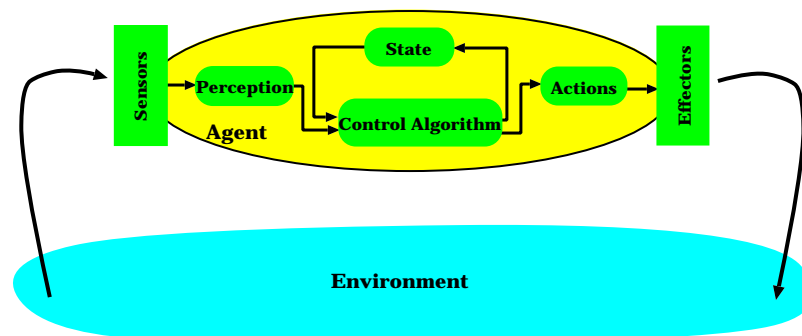 Sensors
Perception
State
Control Algorithm
Actions
Effectors
Agent
Environment